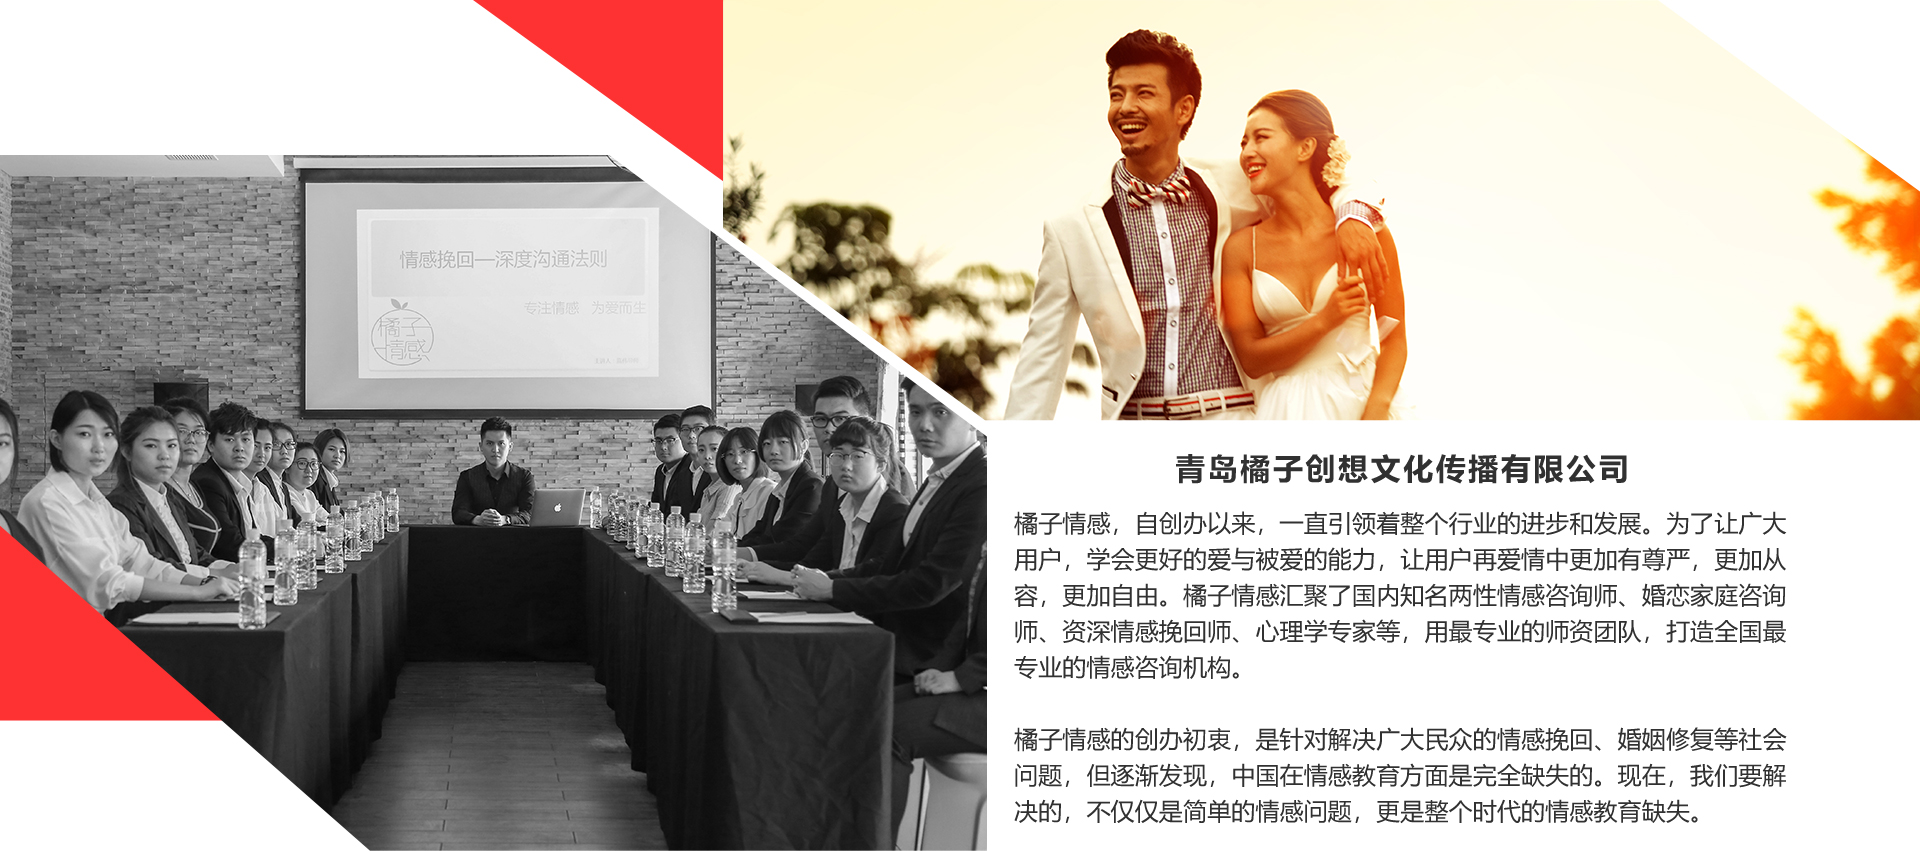 情感挽回—深度沟通法则
专注情感 为爱而生
橘子
情感
青岛橘子创想文化传播有限公司
橘子情感，自创办以来，一直引领着整个行业的进步和发展。为了让广大
用户，学会更好的爱与被爱的能力，让用户再爱情中更加有尊严，更加从
容，更加自由。橘子情感汇聚了国内知名两性情感咨询师、婚恋家庭咨询
师、资深情感挽回师、心理学专家等，用最专业的师资团队，打造全国最
专业的情感咨询机构。
橘子情感的创办初衷，是针对解决广大民众的情感挽回、婚姻修复等社会
问题，但逐渐发现，中国在情感教育方面是完全缺失的。现在，我们要解
决的，不仅仅是简单的情感问题，更是整个时代的情感教育缺失。